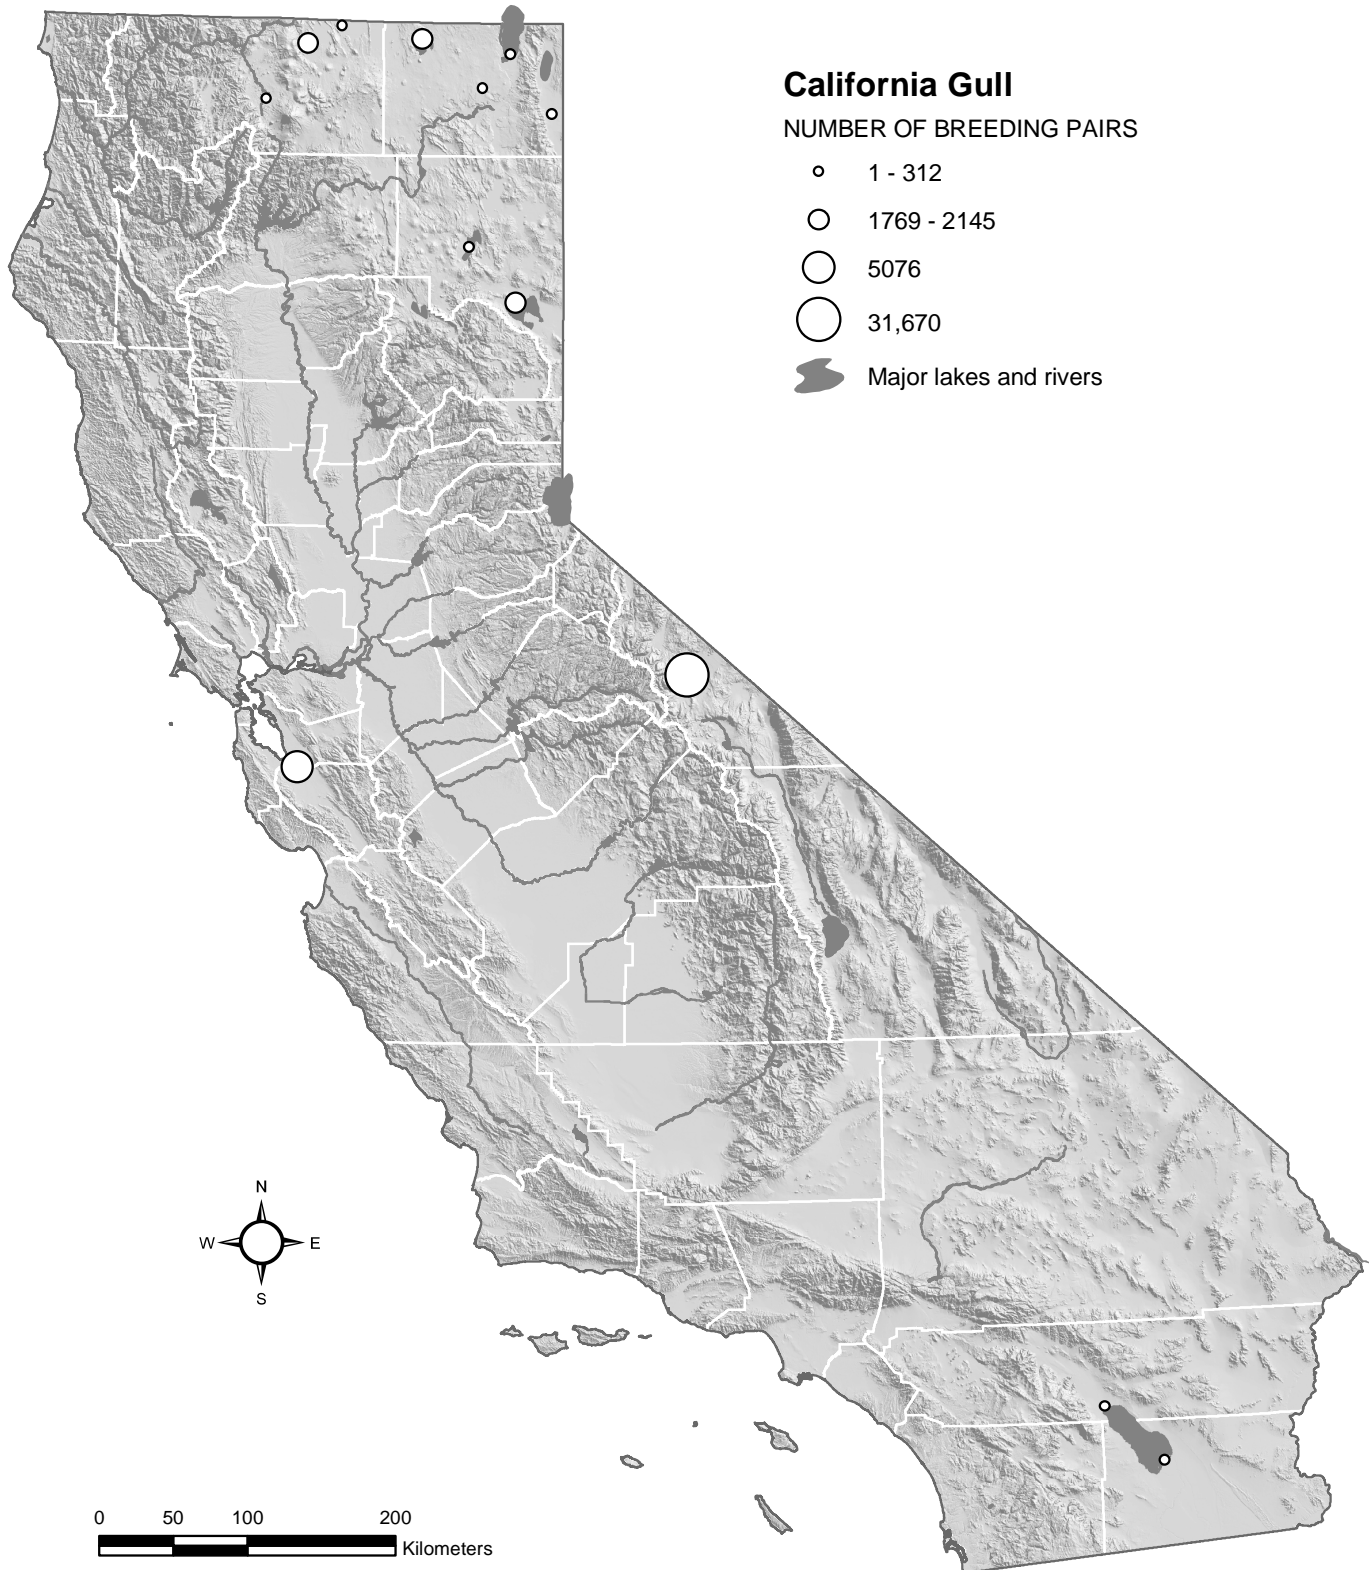 California Gull
NUMBER OF BREEDING PAIRS
1 - 312
1769 - 2145
5076
31,670
Major lakes and rivers
N
W E
S
0 50 100 200
Kilometers